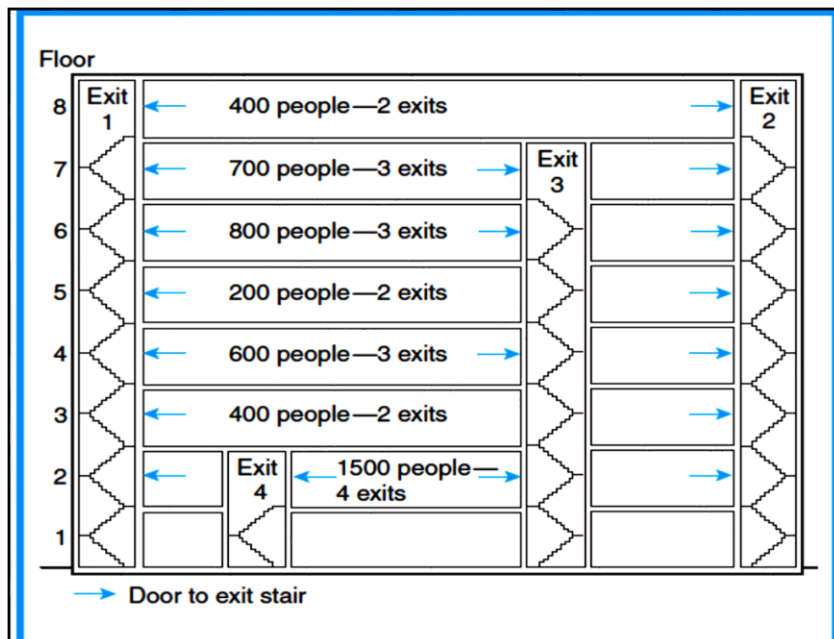 Floor
8
Exit
1
400 people—2 exits
Exit
2
7
700 people—3 exits
Exit
3
6
800 people—3 exits
5
200 people—2 exits
4
600 people—3 exits
3
400 people—2 exits
2
Exit
4
1500 people—
4 exits
1
Door to exit stair